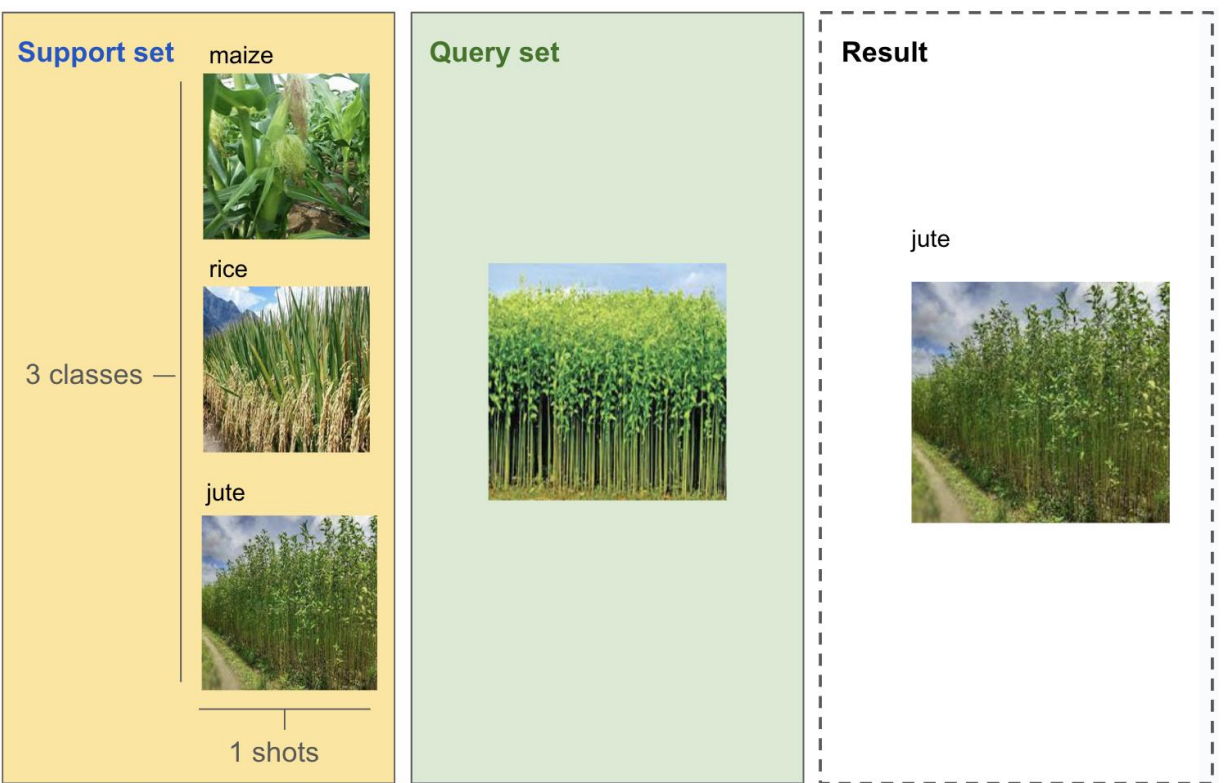 Support set
maize
rice
3 classes
jute
1 shots
Query set
Result
jute